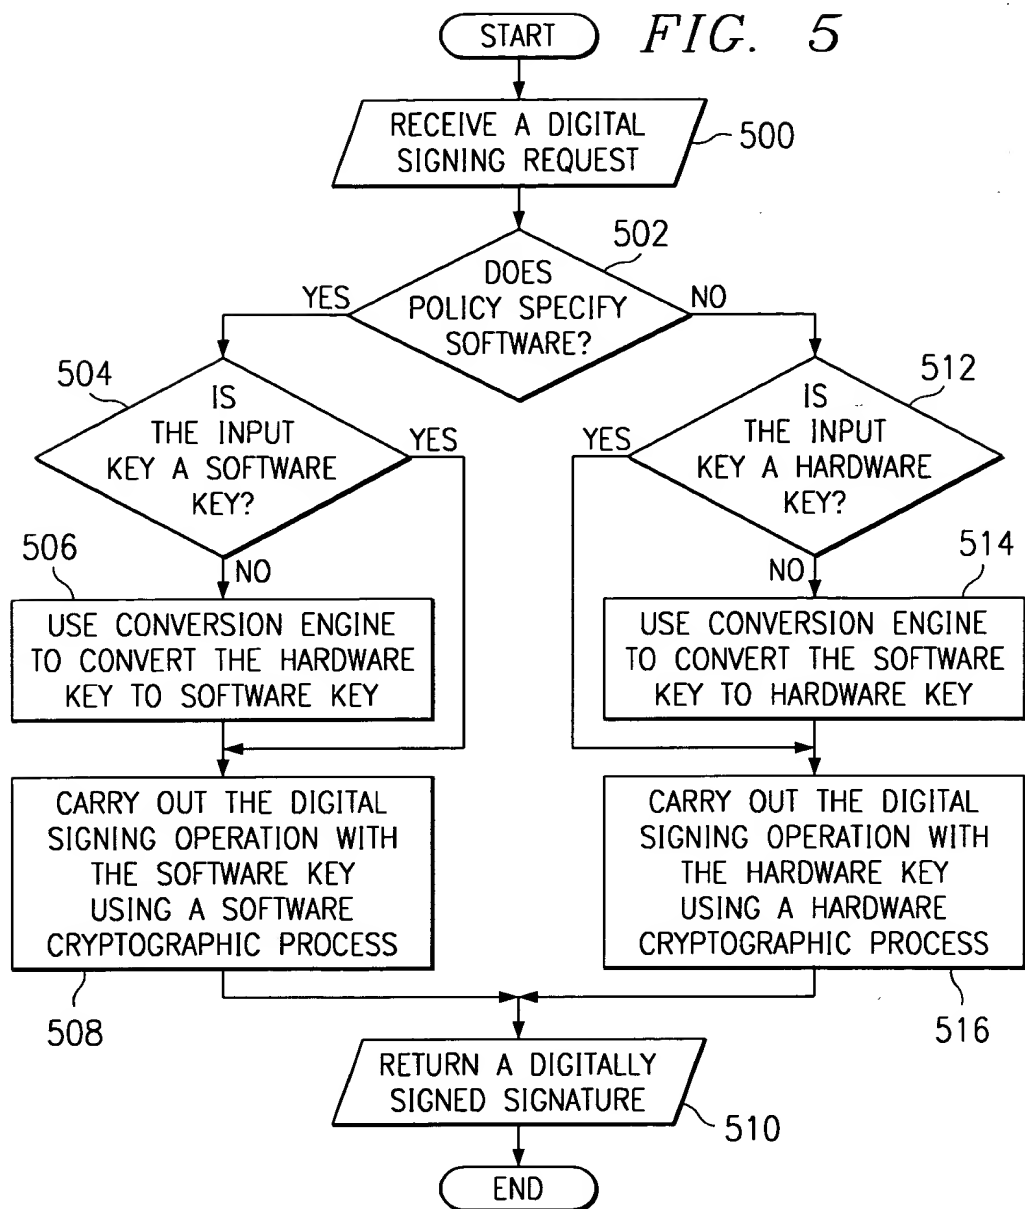 START
FIG. 5
RECEIVE A DIGITAL
SIGNING REQUEST
500
502
DOES
POLICY SPECIFY
SOFTWARE?
YES
NO
504
IS
THE INPUT
KEY A SOFTWARE
KEY?
YES
NO
512
IS
THE INPUT
KEY A HARDWARE
KEY?
YES
NO
506
USE CONVERSION ENGINE
TO CONVERT THE HARDWARE
KEY TO SOFTWARE KEY
514
USE CONVERSION ENGINE
TO CONVERT THE SOFTWARE
KEY TO HARDWARE KEY
CARRY OUT THE DIGITAL
SIGNING OPERATION WITH
THE SOFTWARE KEY
USING A SOFTWARE
CRYPTOGRAPHIC PROCESS
508
CARRY OUT THE DIGITAL
SIGNING OPERATION WITH
THE HARDWARE KEY
USING A HARDWARE
CRYPTOGRAPHIC PROCESS
516
RETURN A DIGITALLY
SIGNED SIGNATURE
510
END